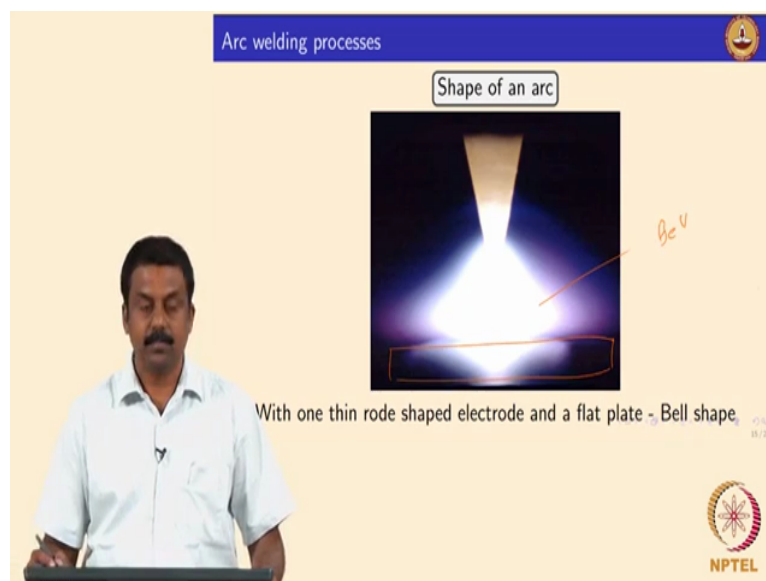 Arc welding processes
Shape of an arc
With one thin rode shaped electrode and a flat plate - Bell shape
NPTEL